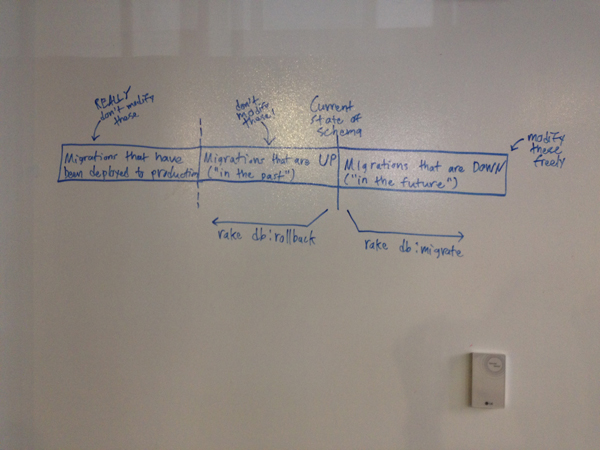 REALLY
don't modify
these
don't
modify
these!
Current
state of
schema
modify
these
freely
Migrations that have
been deployed to production
Migrations that are UP
("in the past")
Migrations that are DOWN
("in the future")
rake db:rollback
rake db:migrate